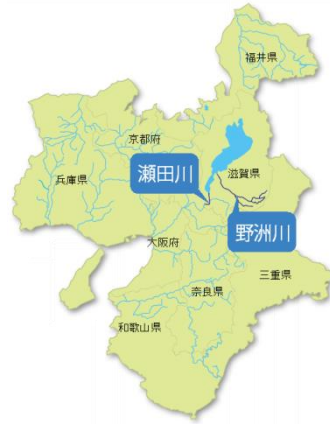 福井県
京都府
瀬田川
滋賀県
兵庫県
野洲川
大阪府
三重県
奈良県
和歌山県